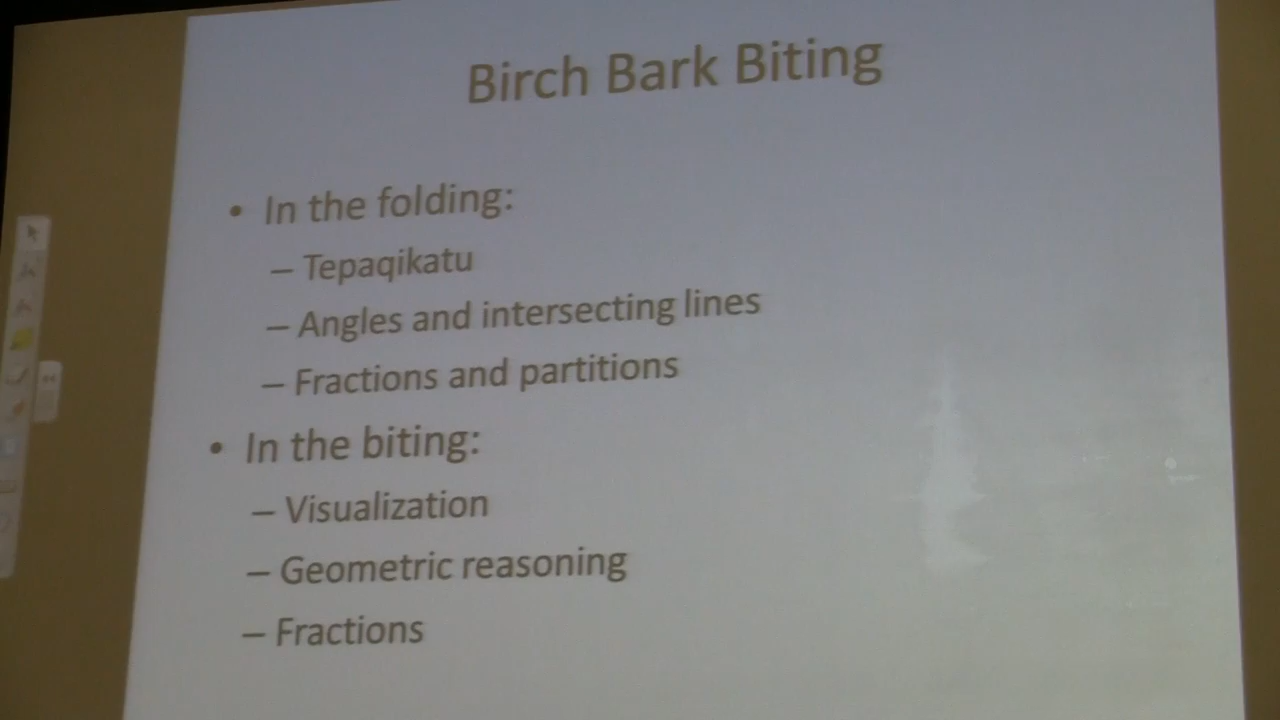 Birch Bark Biting
• In the folding:
– Tepaqikatu
– Angles and intersecting lines
– Fractions and partitions
• In the biting:
– Visualization
– Geometric reasoning
– Fractions